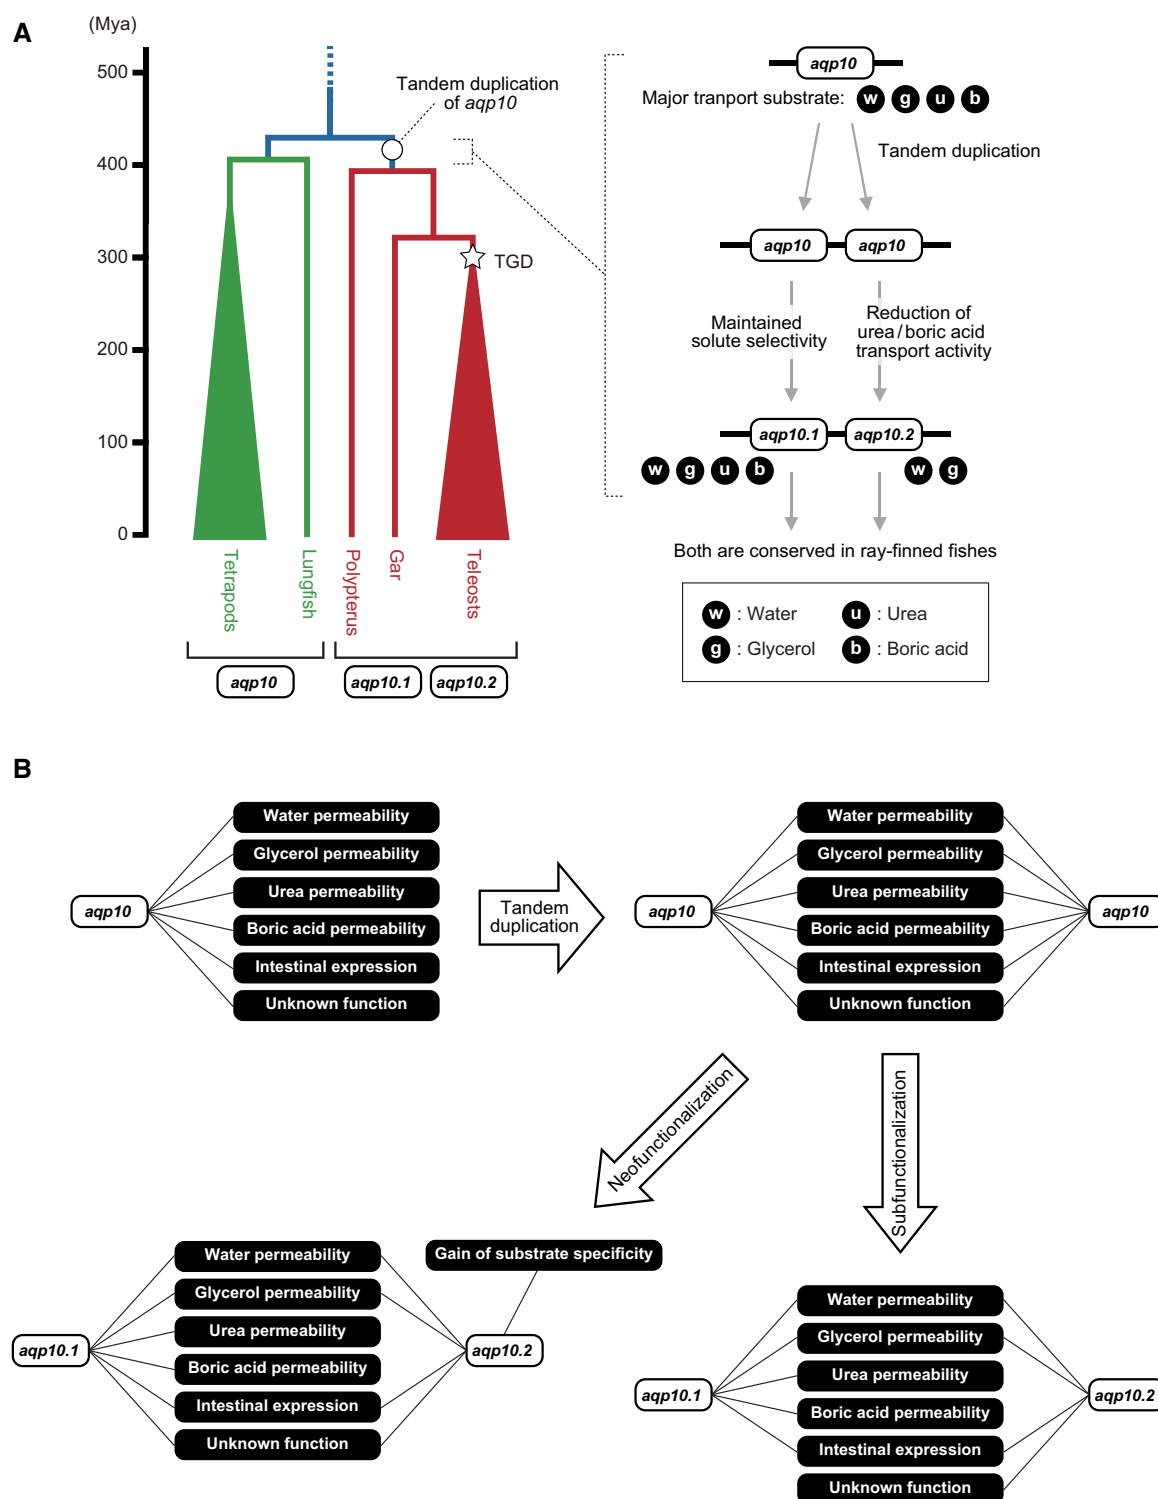 A
(Mya)
500
400
300
200
100
0
Tandem duplication
of aqp10
TGD
Tetrapods
Lungfish
Polypterus
Gar
Teleosts
aqp10
aqp10.1
aqp10.2
aqp10
Major tranport substrate: w g u b
Tandem duplication
aqp10 aqp10
Maintained
solute selectivity
Reduction of
urea/boric acid
transport activity
aqp10.1 aqp10.2
w g u b w g
Both are conserved in ray-finned fishes
w : Water u : Urea
g : Glycerol b : Boric acid
B
aqp10
Water permeability
Glycerol permeability
Urea permeability
Boric acid permeability
Intestinal expression
Unknown function
Tandem
duplication
aqp10
Water permeability
Glycerol permeability
Urea permeability
Boric acid permeability
Intestinal expression
Unknown function
aqp10
Neofunctionalization
Subfunctionalization
Gain of substrate specificity
aqp10.1
Water permeability
Glycerol permeability
Urea permeability
Boric acid permeability
Intestinal expression
Unknown function
aqp10.2
aqp10.1
Water permeability
Glycerol permeability
Urea permeability
Boric acid permeability
Intestinal expression
Unknown function
aqp10.2